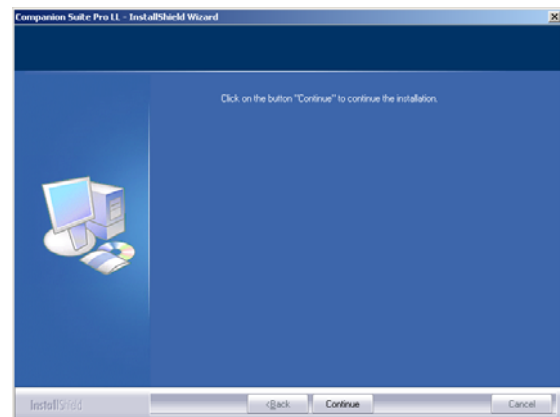 Companion Suite Pro LL - InstallShield Wizard
Click on the button "Continue" to continue the installation.
InstallShield
<Back
Continue
Cancel